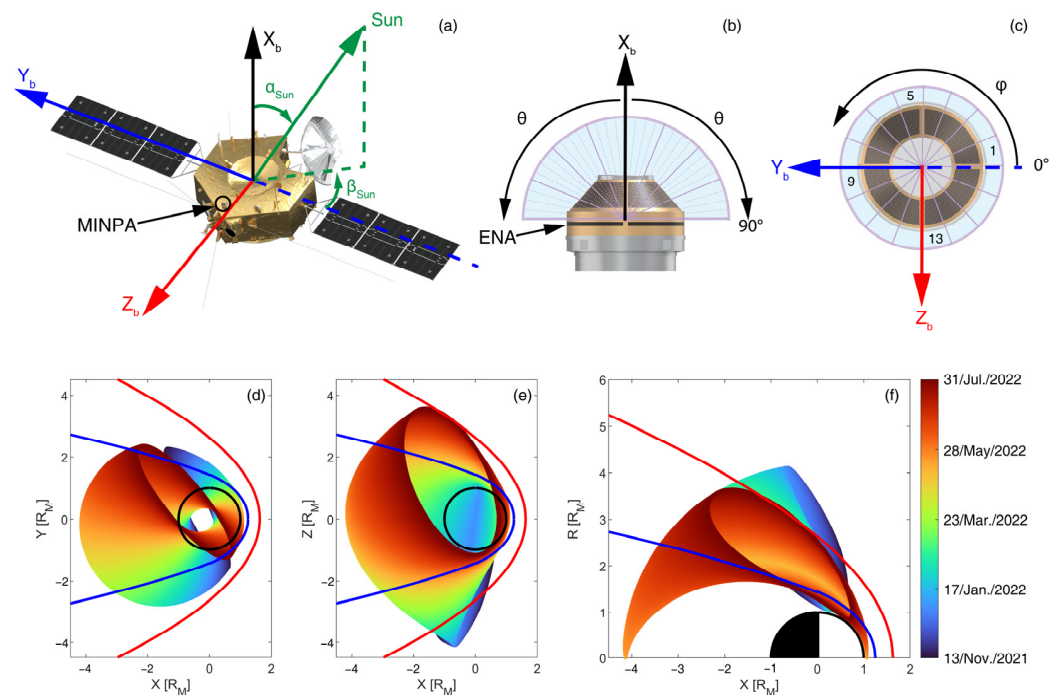 (a)
Sun
X_b
α_Sun
Y_b
β_Sun
MINPA
Z_b
(b)
X_b
θ
θ
ENA
90°
(c)
φ
5
1
0°
Y_b
9
13
Z_b
(d)
Y [R_M]
4
2
0
−2
−4
−4
−2
0
2
X [R_M]
(e)
Z [R_M]
4
2
0
−2
−4
−4
−2
0
2
X [R_M]
(f)
R [R_M]
6
5
4
3
2
1
0
−4
−3
−2
−1
0
1
2
X [R_M]
31/Jul./2022
28/May/2022
23/Mar./2022
17/Jan./2022
13/Nov./2021